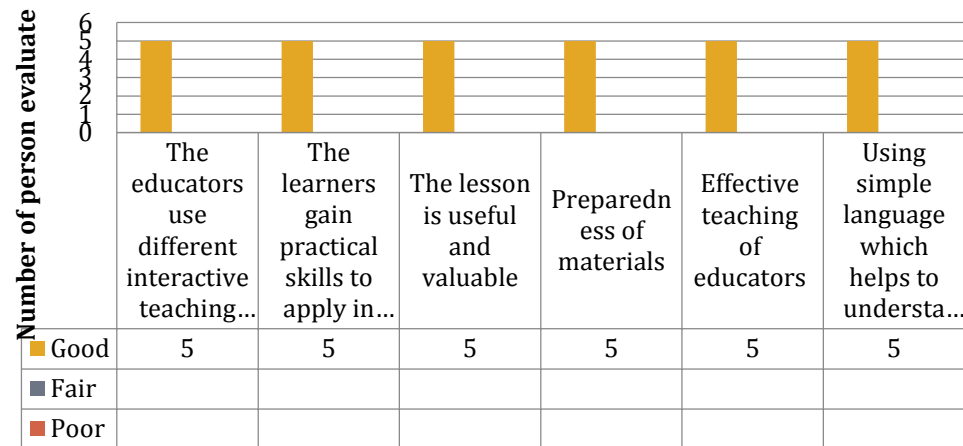 Number of person evaluate
6
5
4
3
2
1
0
The
educators
use
different
interactive
teaching…
The
learners
gain
practical
skills to
apply in…
The lesson
is useful
and
valuable
Preparedn
ess of
materials
Effective
teaching
of
educators
Using
simple
language
which
helps to
understa…
Good 5 5 5 5 5 5
Fair
Poor